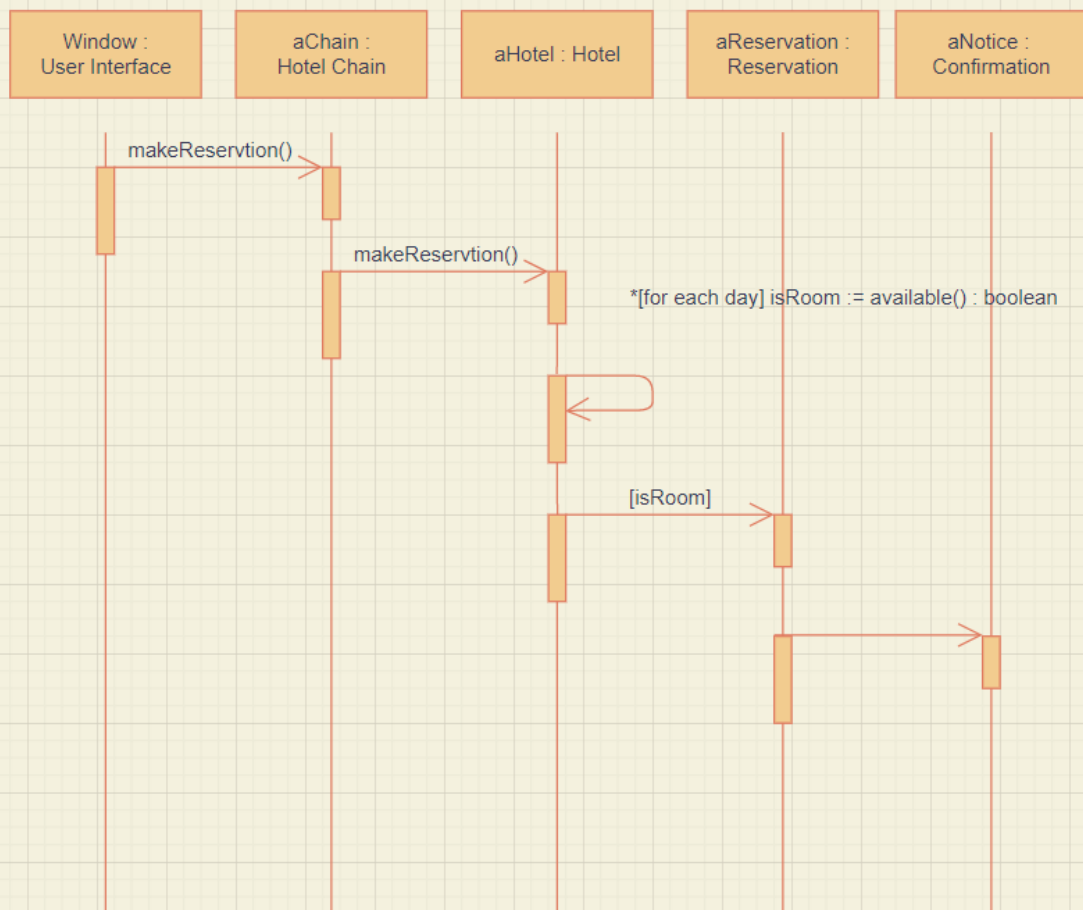 Window :
User Interface
aChain :
Hotel Chain
aHotel : Hotel
aReservation :
Reservation
aNotice :
Confirmation
makeReservtion()
makeReservtion()
*[for each day] isRoom := available() : boolean
[isRoom]